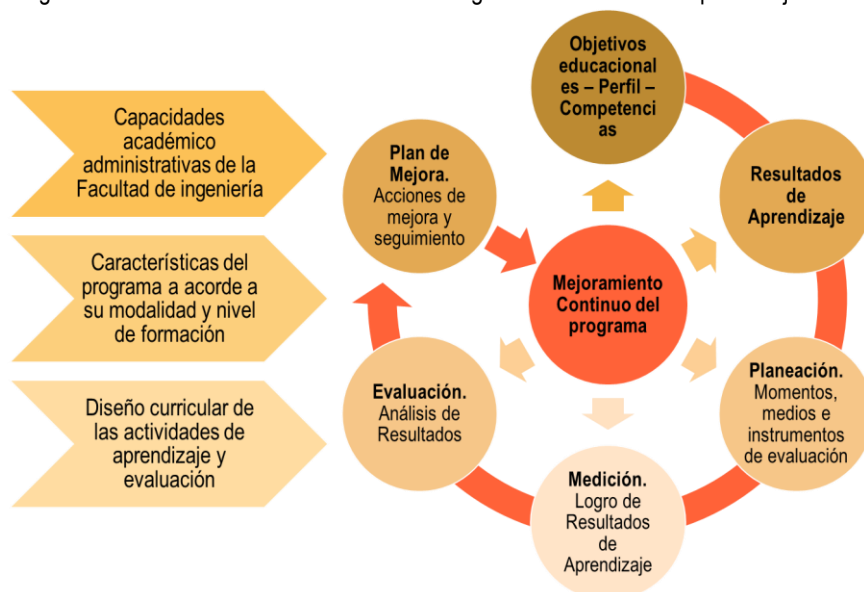 Capacidades
académico
administrativas de la
Facultad de ingeniería
Características del
programa a acorde a
su modalidad y nivel
de formación
Diseño curricular de
las actividades de
aprendizaje y
evaluación
Objetivos
educacional
es – Perfil –
Competenci
as
Resultados
de
Aprendizaje
Planeación.
Momentos,
medios e
instrumentos
de evaluación
Medición.
Logro de
Resultados
de
Aprendizaje
Evaluación.
Análisis de
Resultados
Plan de
Mejora.
Acciones de
mejora y
seguimiento
Mejoramiento
Continuo del
programa